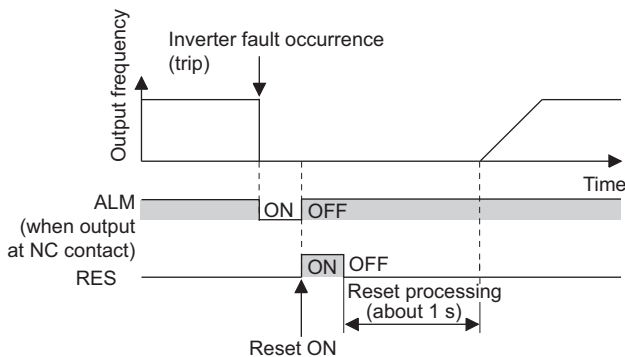 Inverter fault occurrence
(trip)
Output frequency
Time
ALM
(when output
at NC contact)
ON
OFF
RES
ON
OFF
Reset processing
(about 1 s)
Reset ON